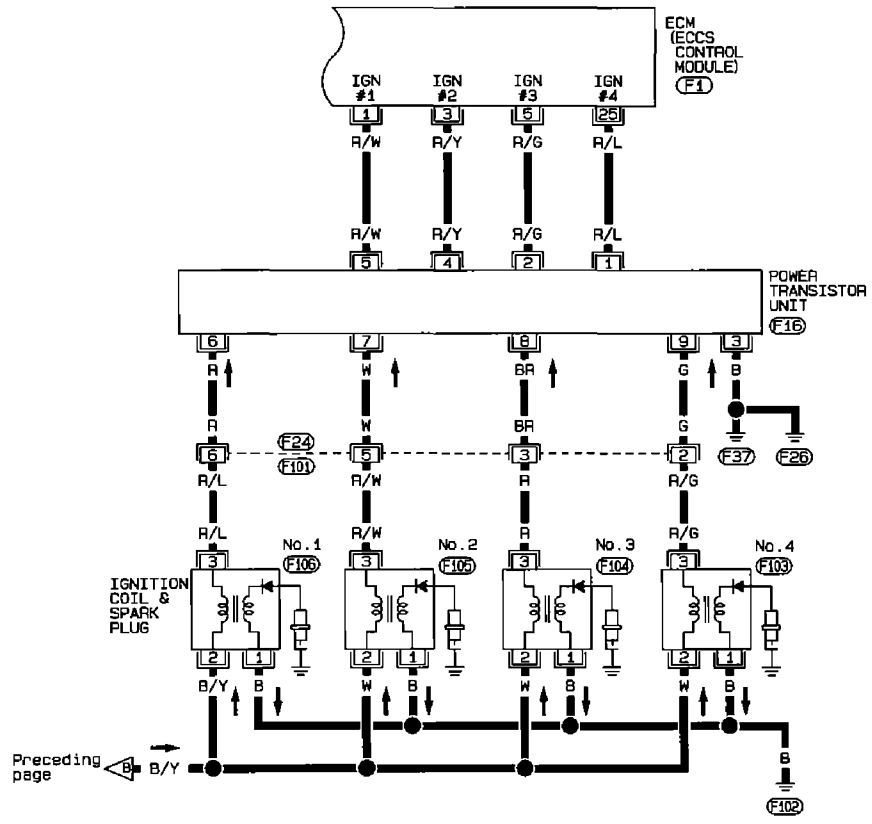 ECM
(ECCS
CONTROL
MODULE)
F1
IGN #1 IGN #2 IGN #3 IGN #4
1 3 5 25
R/W R/Y R/G R/L
R/W R/Y R/G R/L
5 4 2 1
POWER
TRANSISTOR
UNIT
F16
6 7 8 9 3
R W BR G B
R W BR G
F24
F37 F26
6 5 3 2
F101
R/L R/W R R/G
R/L R/W R R/G
No.1 No.2 No.3 No.4
3 F106 3 F105 3 F104 3 F103
IGNITION
COIL &
SPARK
PLUG
2 1 2 1 2 1 2 1
B/Y B W B W B W B
B
Preceding
page
B B/Y
F102